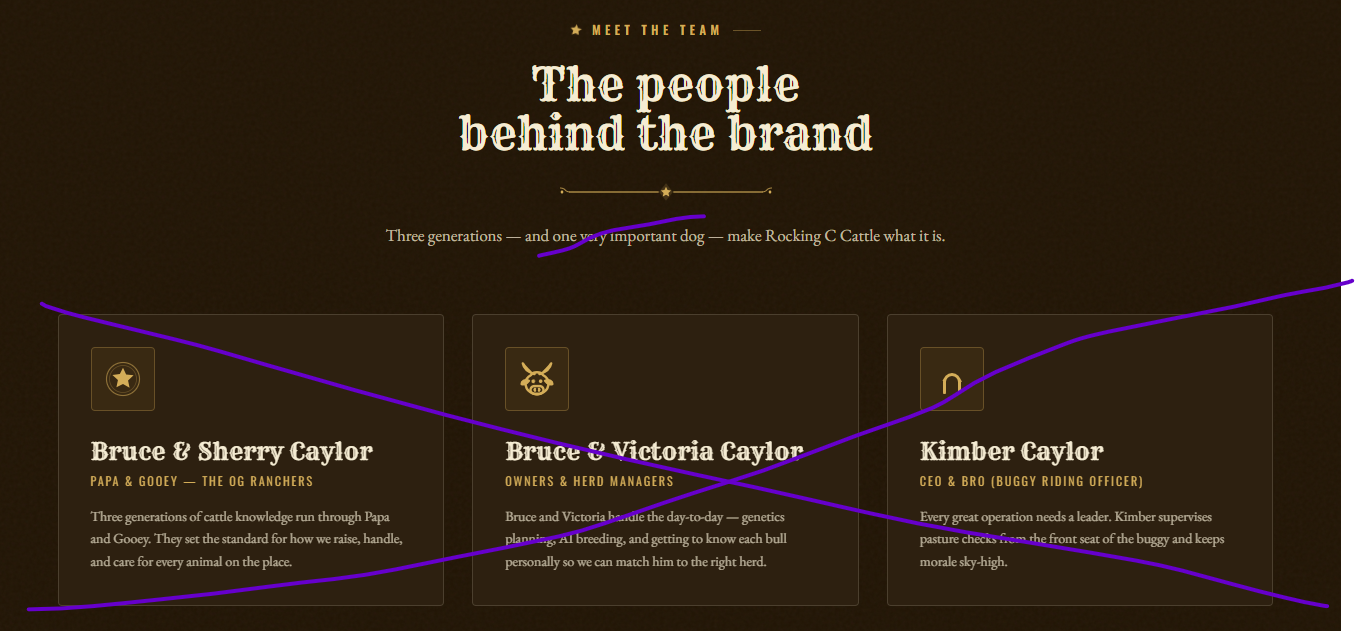 MEET THE TEAM
The people
behind the brand
Three generations — and one very important dog — make Rocking C Cattle what it is.
Bruce & Sherry Caylor
PAPA & GOOEY — THE OG RANCHERS
Three generations of cattle knowledge run through Papa
and Gooey. They set the standard for how we raise, handle,
and care for every animal on the place.
Bruce & Victoria Caylor
OWNERS & HERD MANAGERS
Bruce and Victoria handle the day-to-day — genetics
planning, AI breeding, and getting to know each bull
personally so we can match him to the right herd.
Kimber Caylor
CEO & BRO (BUGGY RIDING OFFICER)
Every great operation needs a leader. Kimber supervises
pasture checks from the front seat of the buggy and keeps
morale sky-high.